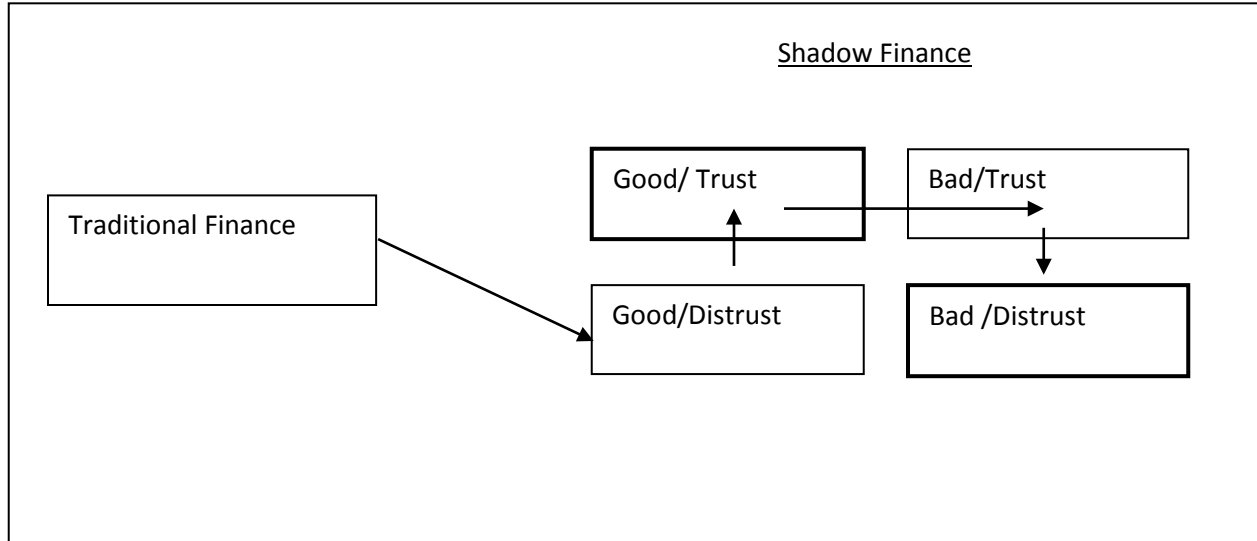 Shadow Finance
Good/ Trust
Bad/Trust
Traditional Finance
Good/Distrust
Bad /Distrust